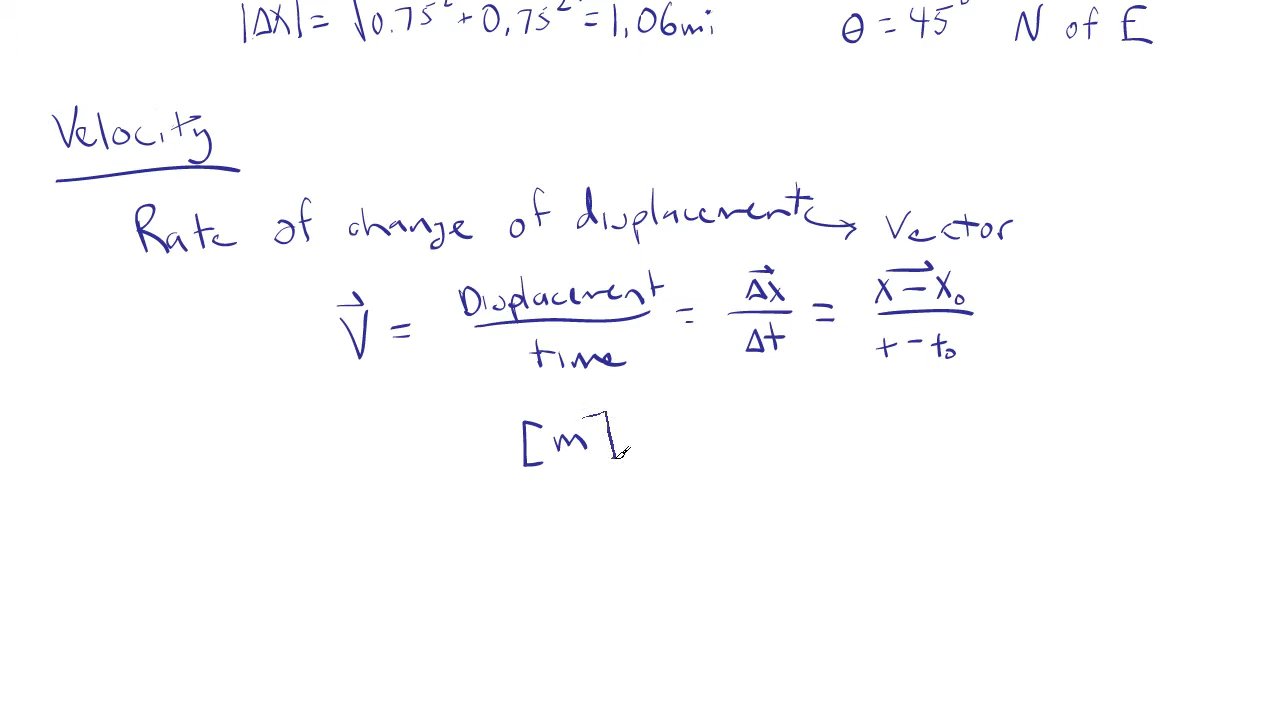 |ΔX| = √0.75² + 0.75² = 1.06mi θ = 45° N of E
Velocity
Rate of change of displacement → Vector
V⃗ = Displacement/time = Δx⃗/Δt = x - x₀/t - t₀
[m]